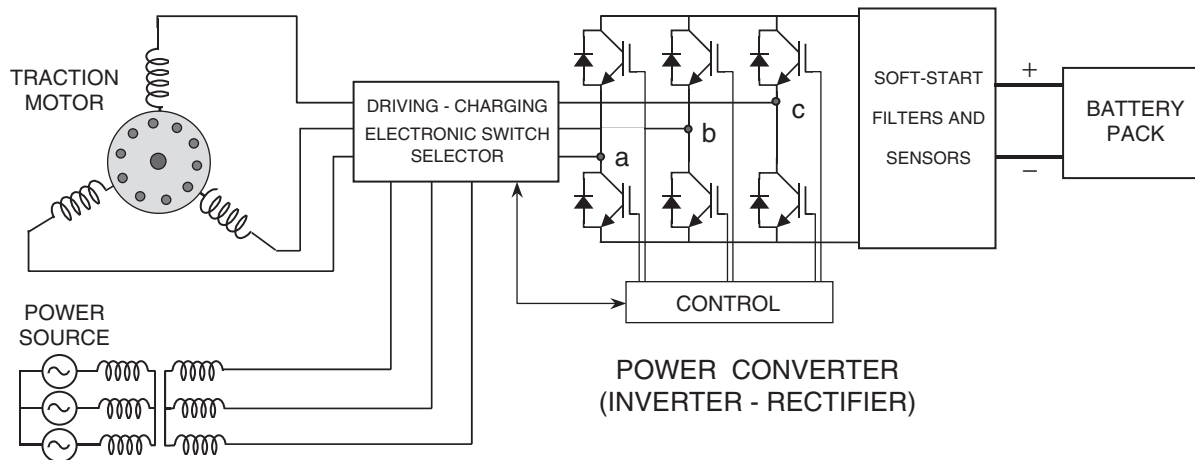 TRACTION
MOTOR
DRIVING - CHARGING
ELECTRONIC SWITCH
SELECTOR
a
b
c
SOFT-START
FILTERS AND
SENSORS
+
−
BATTERY
PACK
CONTROL
POWER
SOURCE
POWER CONVERTER
(INVERTER - RECTIFIER)